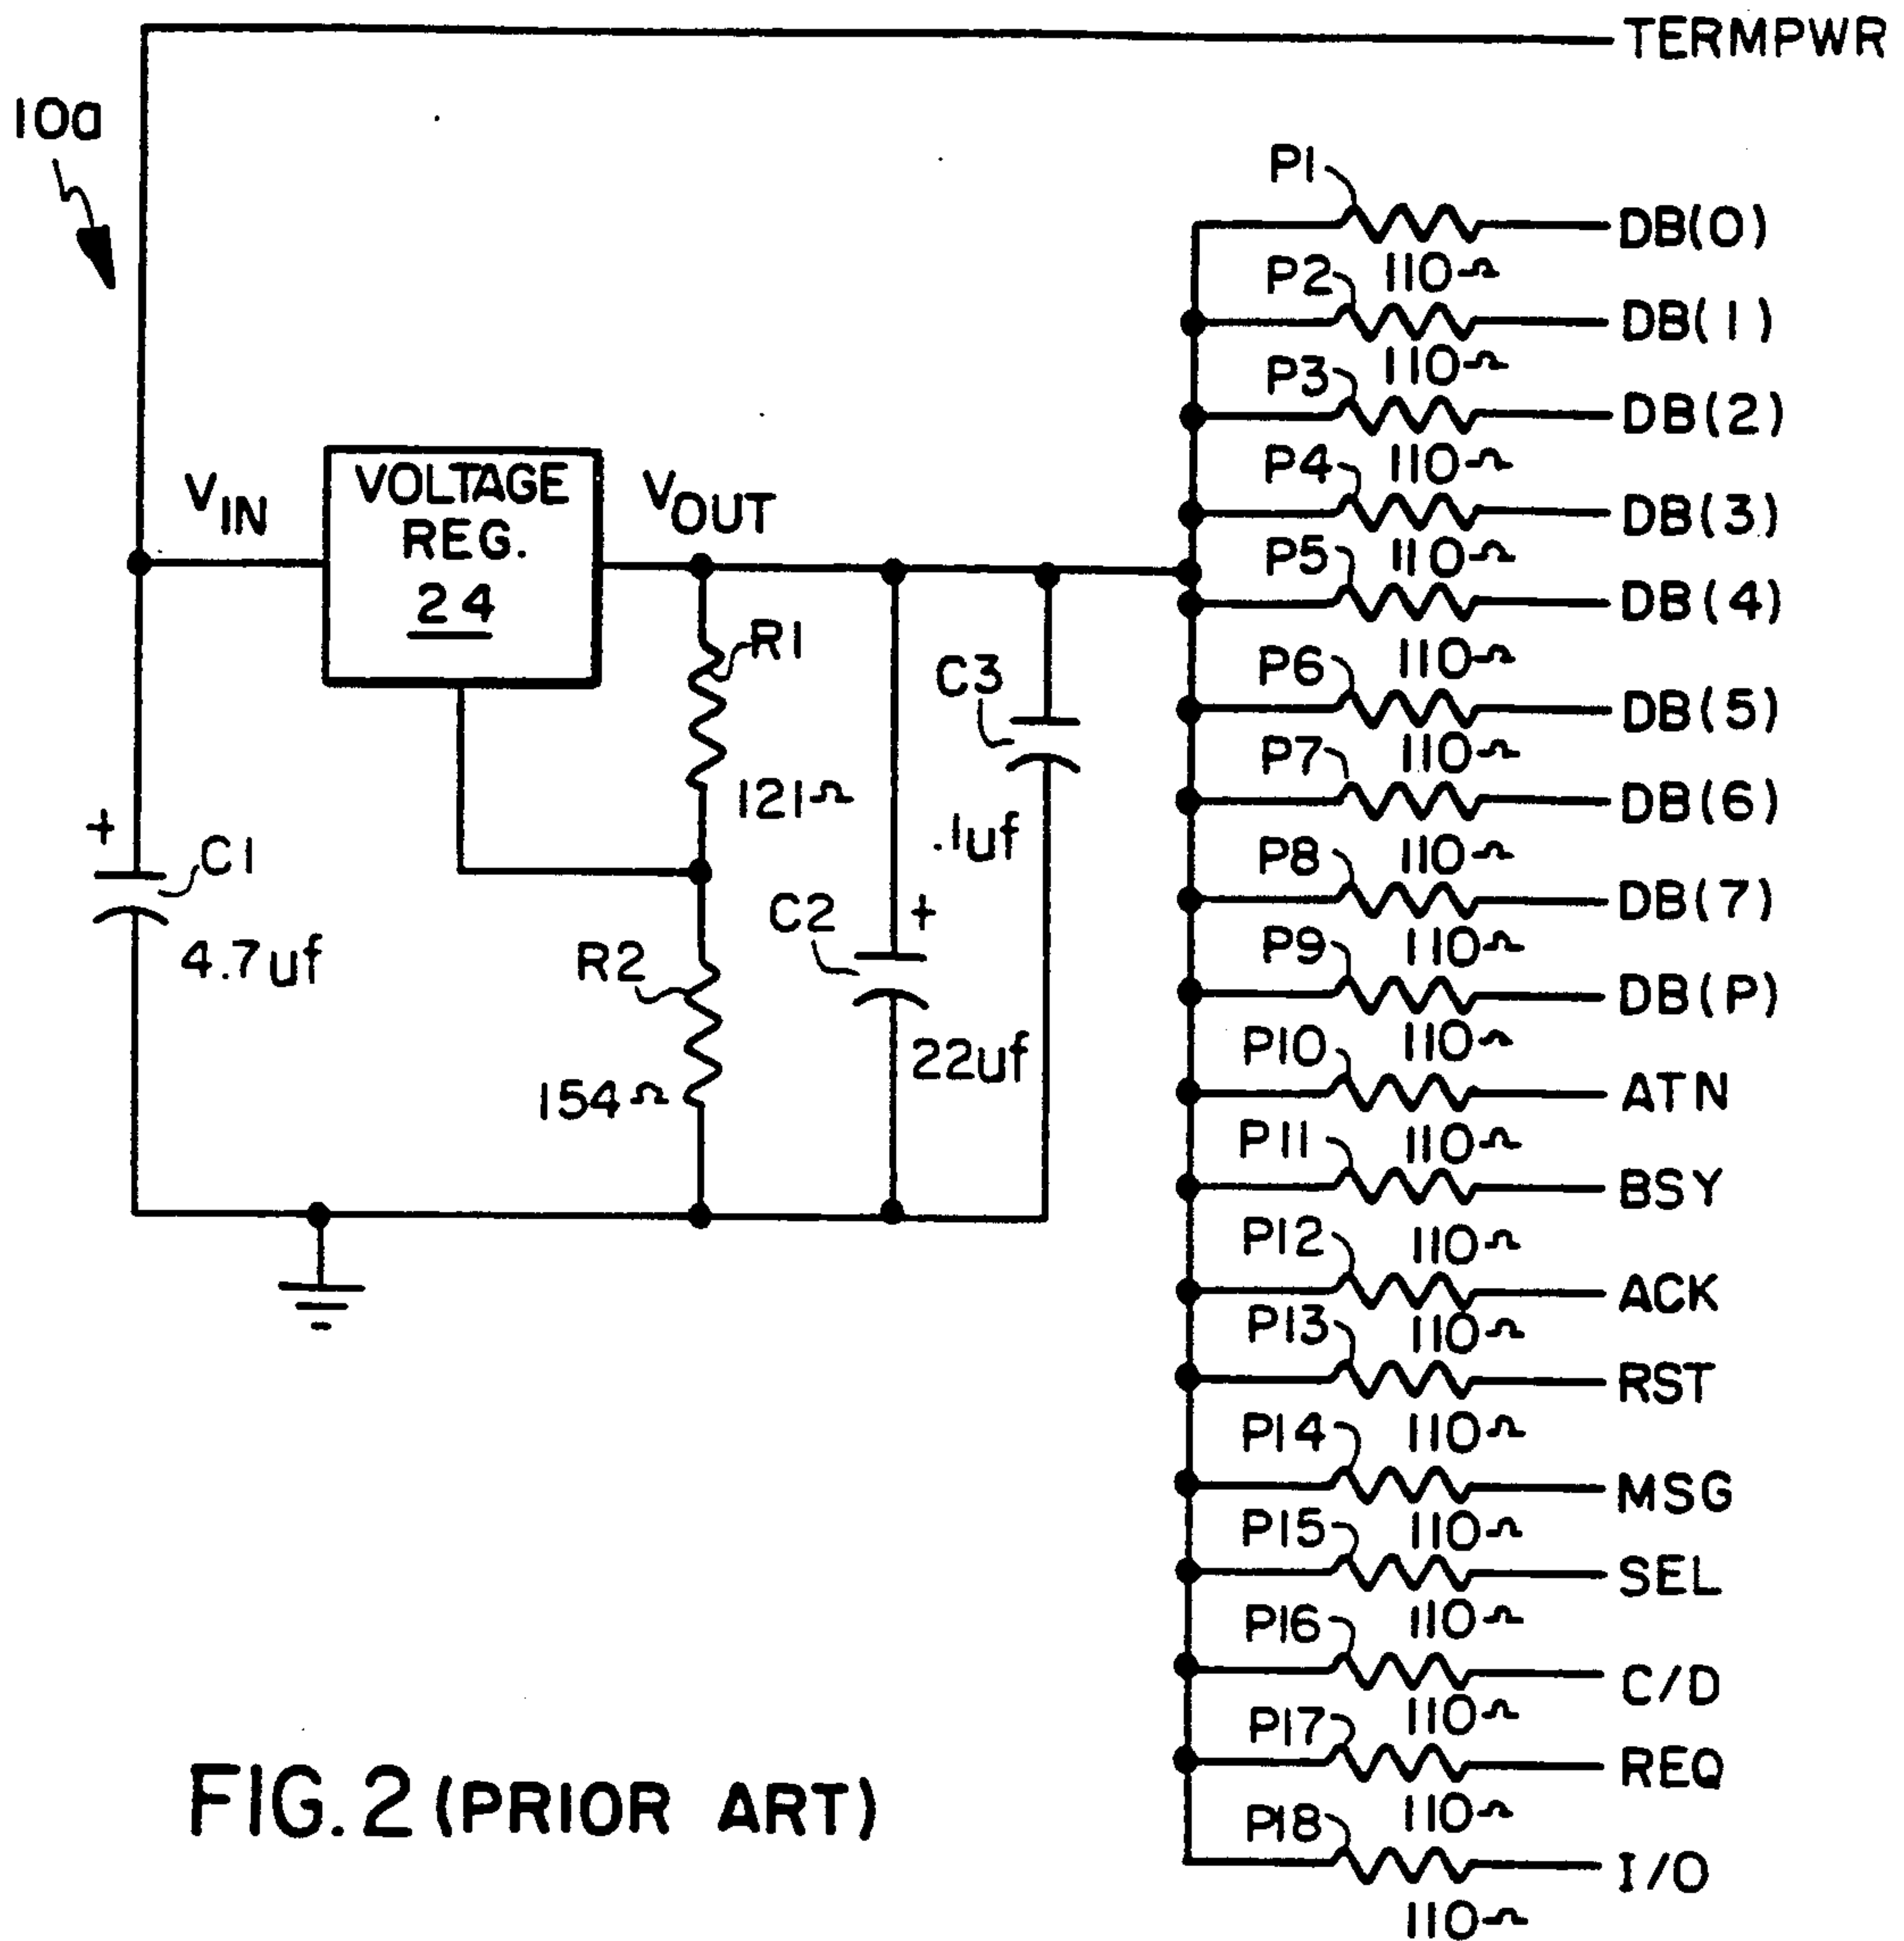 TERMPWR
10a
P1
DB(0)
P2 110Ω
DB(1)
P3 110Ω
DB(2)
P4 110Ω
DB(3)
P5 110Ω
DB(4)
110Ω
P6
DB(5)
P7 110Ω
DB(6)
P8 110Ω
DB(7)
P9 110Ω
DB(P)
P10 110Ω
ATN
P11 110Ω
BSY
P12 110Ω
ACK
P13 110Ω
RST
P14 110Ω
MSG
P15 110Ω
SEL
P16 110Ω
C/D
P17 110Ω
REQ
P18 110Ω
I/O
110Ω
VIN
VOLTAGE
REG.
24
VOUT
R1
121Ω
C3
.1uf
+
C1
4.7uf
R2
154Ω
C2
+
22uf
FIG.2 (PRIOR ART)